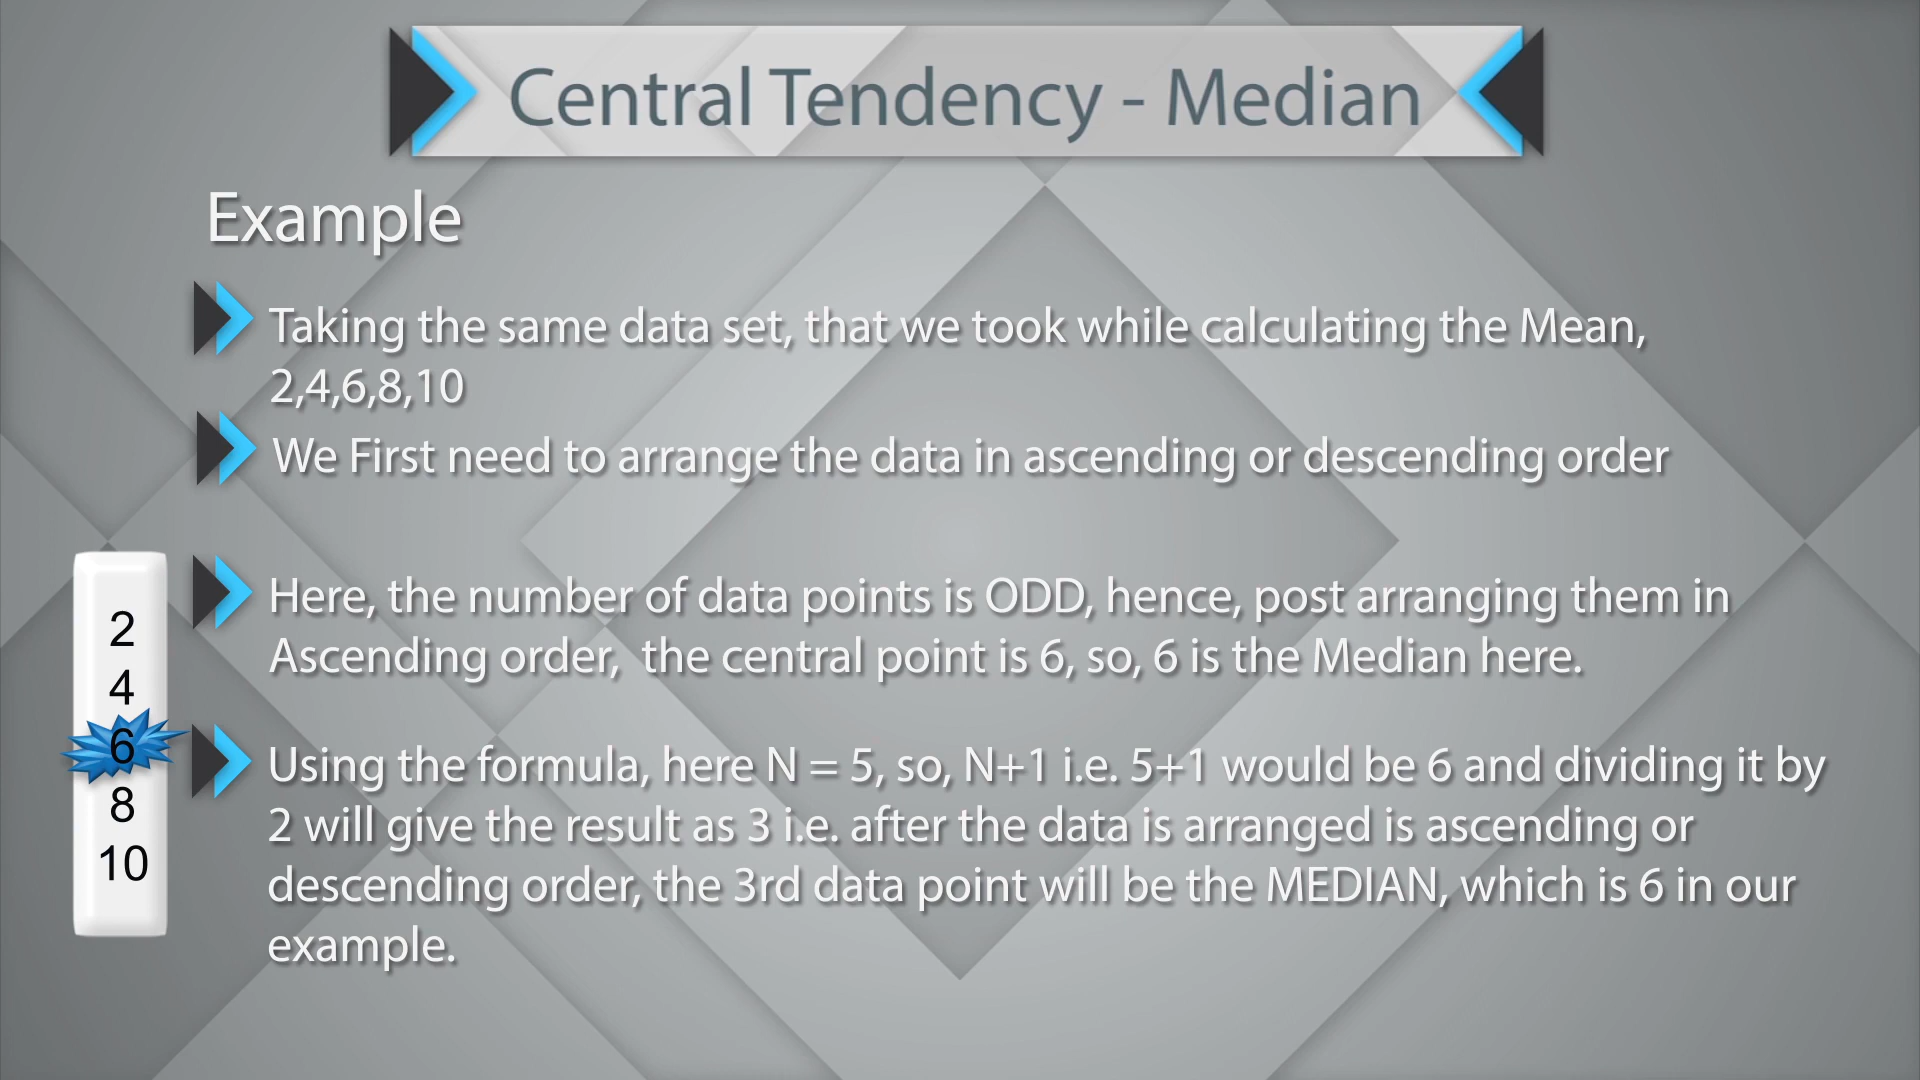 Central Tendency - Median
Example
Taking the same data set, that we took while calculating the Mean,
2,4,6,8,10
We First need to arrange the data in ascending or descending order
Here, the number of data points is ODD, hence, post arranging them in
Ascending order, the central point is 6, so, 6 is the Median here.
2
4
6
8
10
Using the formula, here N = 5, so, N+1 i.e. 5+1 would be 6 and dividing it by
2 will give the result as 3 i.e. after the data is arranged is ascending or
descending order, the 3rd data point will be the MEDIAN, which is 6 in our
example.